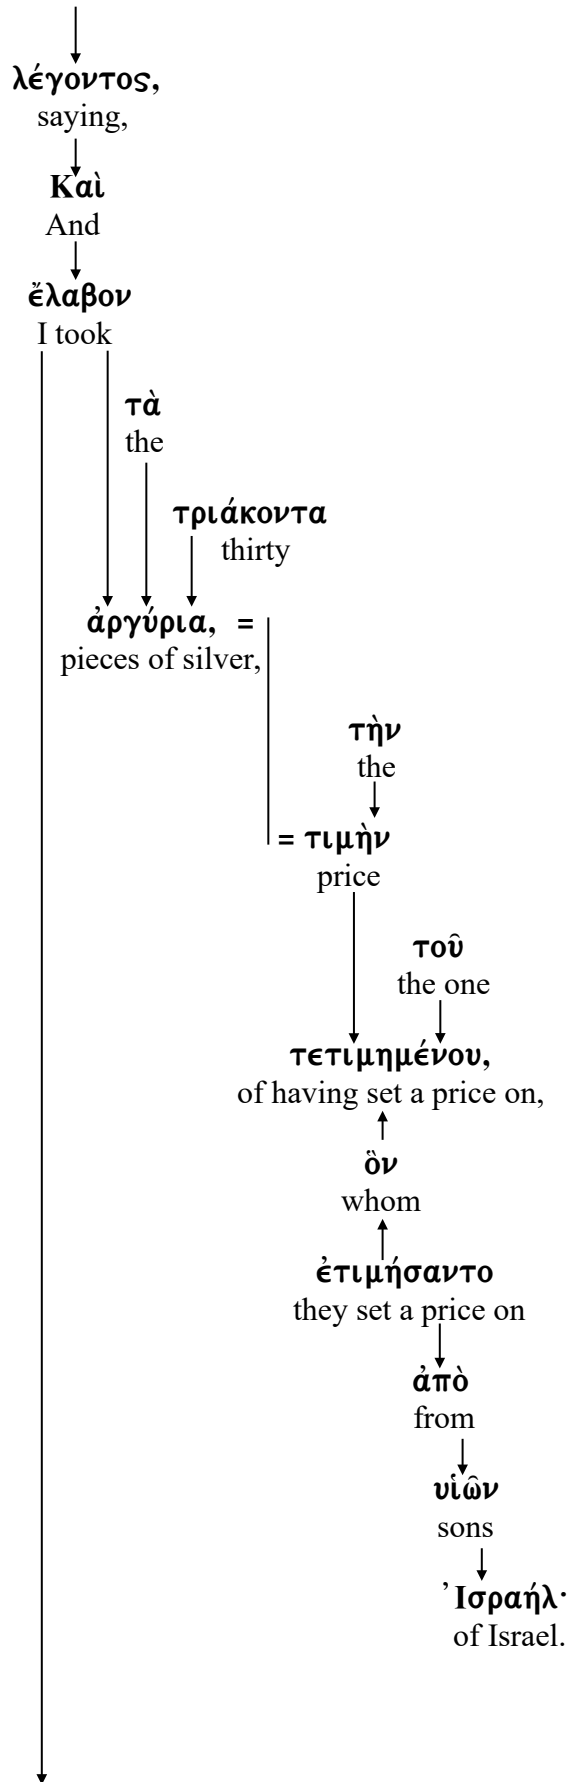 λέγοντος,
saying,
Καὶ
And
ἔλαβον
I took
τὰ
the
τριάκοντα
thirty
ἀργύρια, =
pieces of silver,
τὴν
the
= τιμὴν
price
τοῦ
the one
τετιμημένου,
of having set a price on,
ὃν
whom
ἐτιμήσαντο
they set a price on
ἀπὸ
from
υἱῶν
sons
Ἰσραήλ·
of Israel.